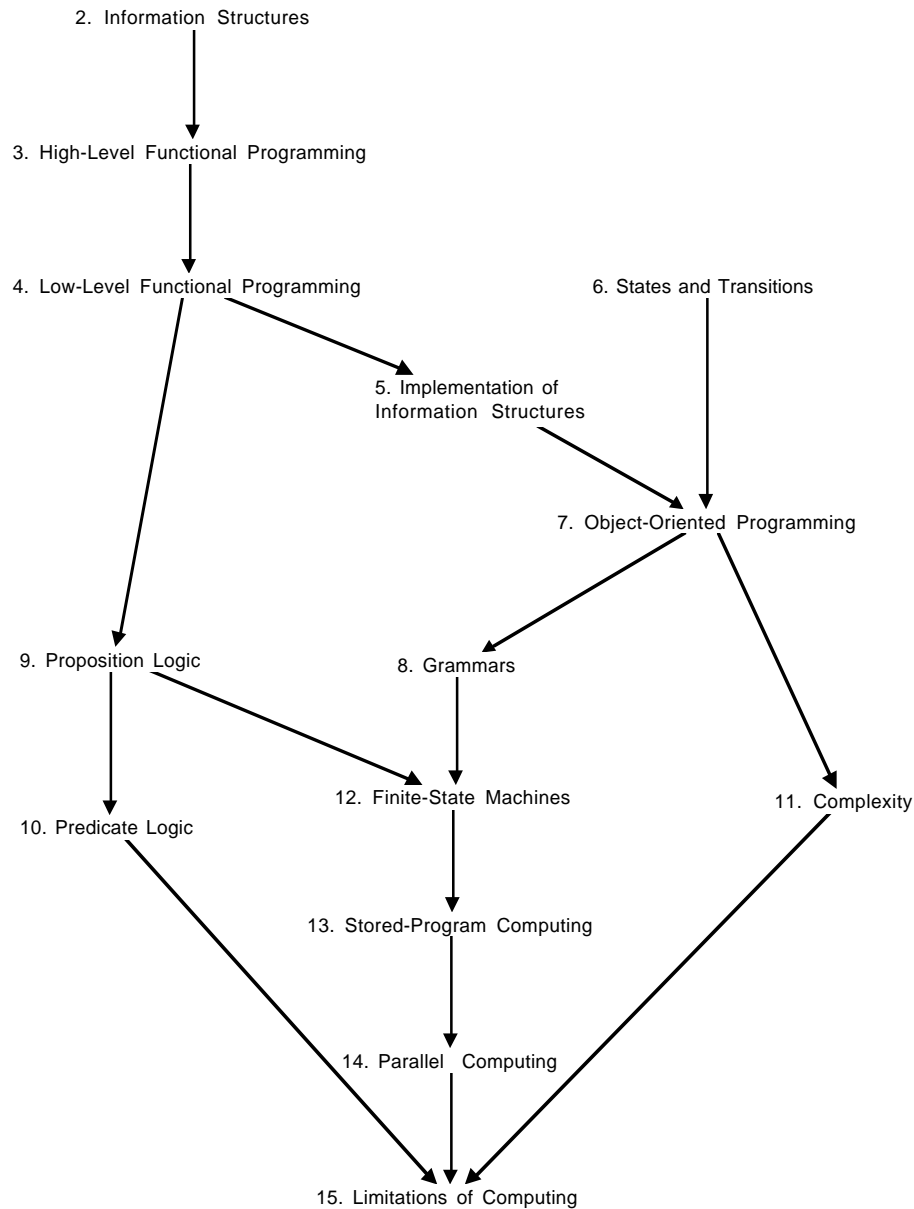 2. Information Structures
3. High-Level Functional Programming
4. Low-Level Functional Programming
6. States and Transitions
5. Implementation of
Information Structures
7. Object-Oriented Programming
9. Proposition Logic
8. Grammars
12. Finite-State Machines
11. Complexity
10. Predicate Logic
13. Stored-Program Computing
14. Parallel Computing
15. Limitations of Computing